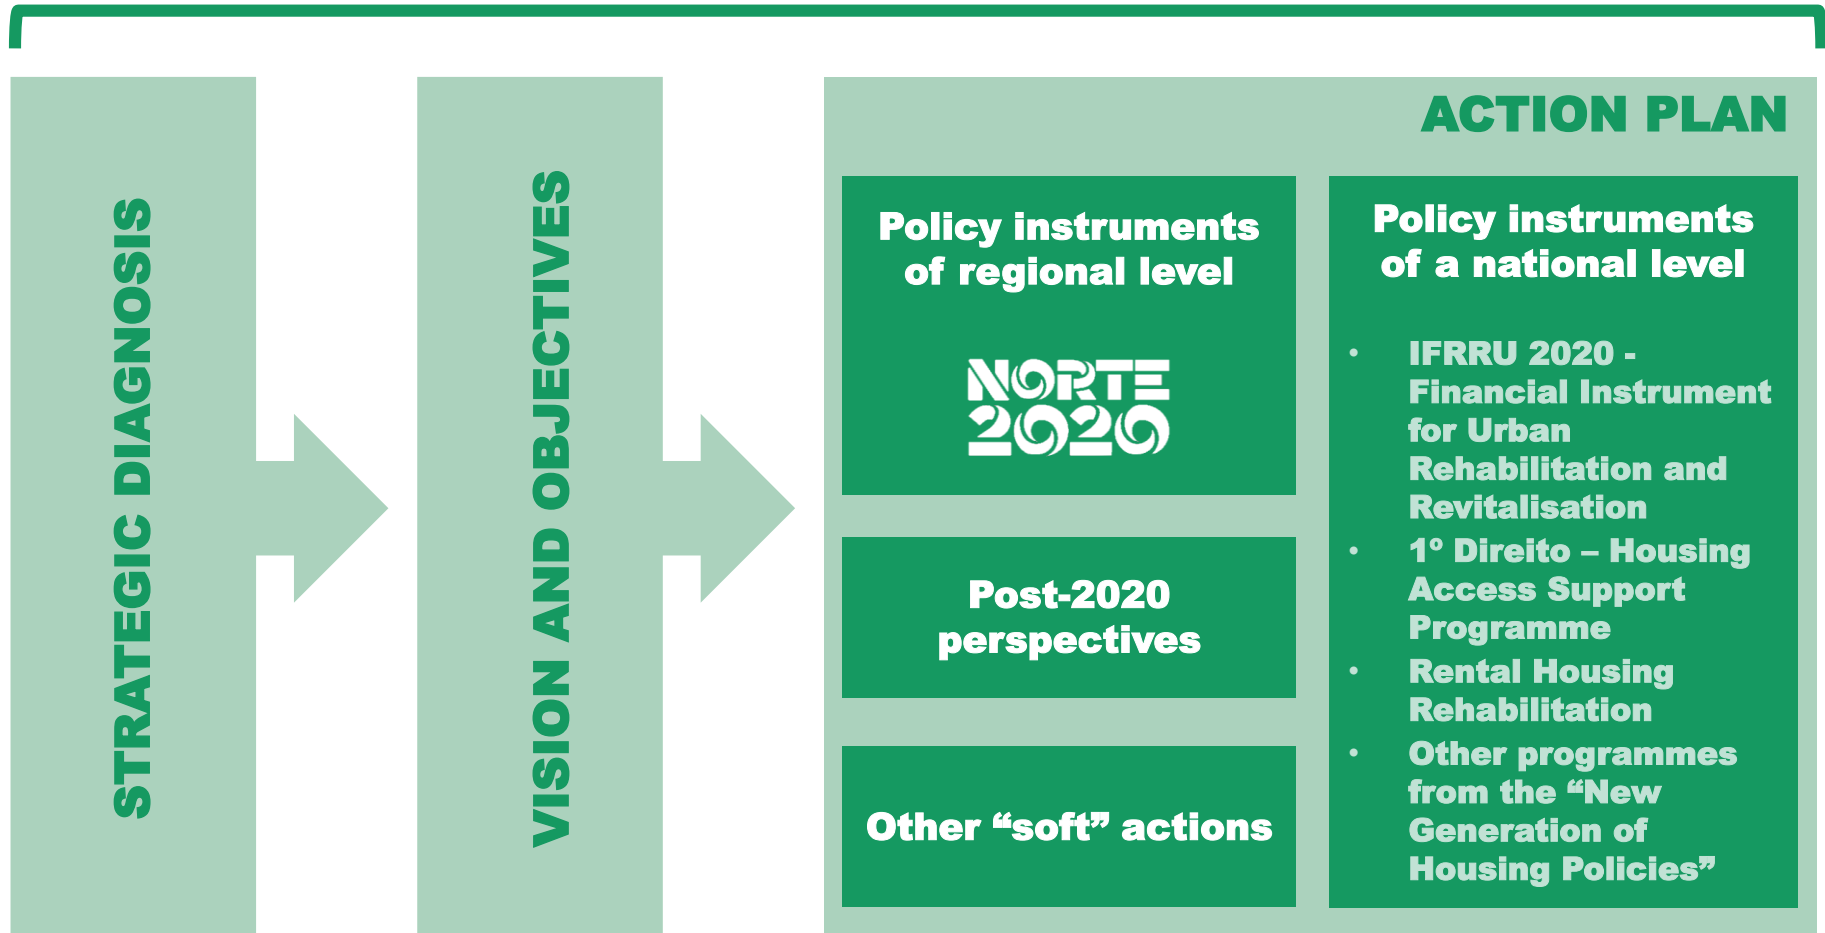 STRATEGIC DIAGNOSIS
VISION AND OBJECTIVES
ACTION PLAN
Policy instruments
of regional level
NORTE
2020
Post-2020
perspectives
Other “soft” actions
Policy instruments
of a national level
• IFRRU 2020 -
Financial Instrument
for Urban
Rehabilitation and
Revitalisation
• 1º Direito – Housing
Access Support
Programme
• Rental Housing
Rehabilitation
• Other programmes
from the “New
Generation of
Housing Policies”